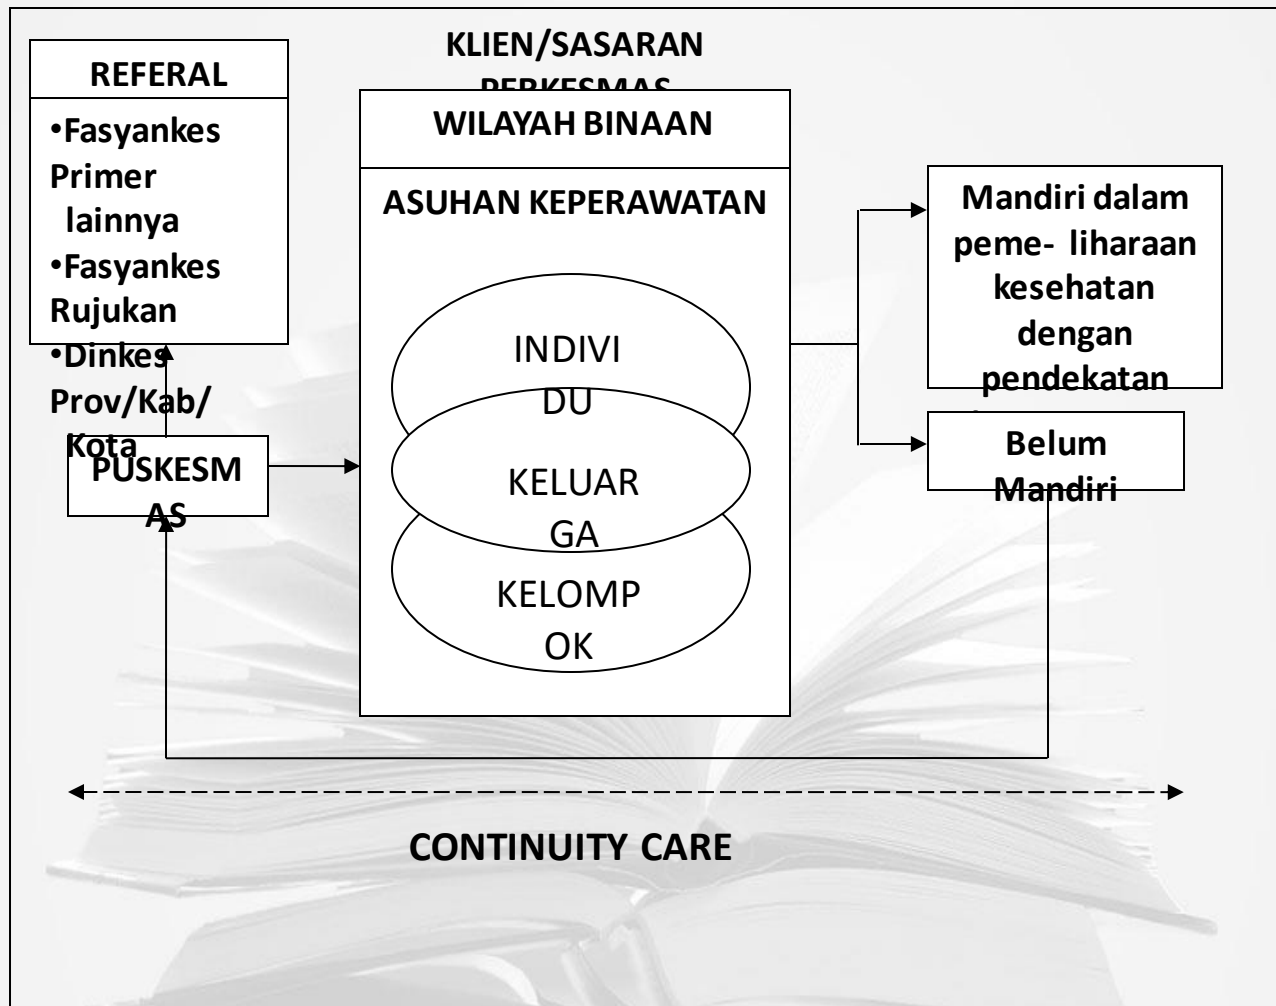 KLIEN/SASARAN
PERKESMAS
REFERAL
•Fasyankes
Primer
lainnya
•Fasyankes
Rujukan
•Dinkes
Prov/Kab/
Kota
PUSKESM
AS
WILAYAH BINAAN
ASUHAN KEPERAWATAN
INDIVI
DU
KELUAR
GA
KELOMP
OK
Mandiri dalam
peme- liharaan
kesehatan
dengan
pendekatan
Belum
Mandiri
CONTINUITY CARE